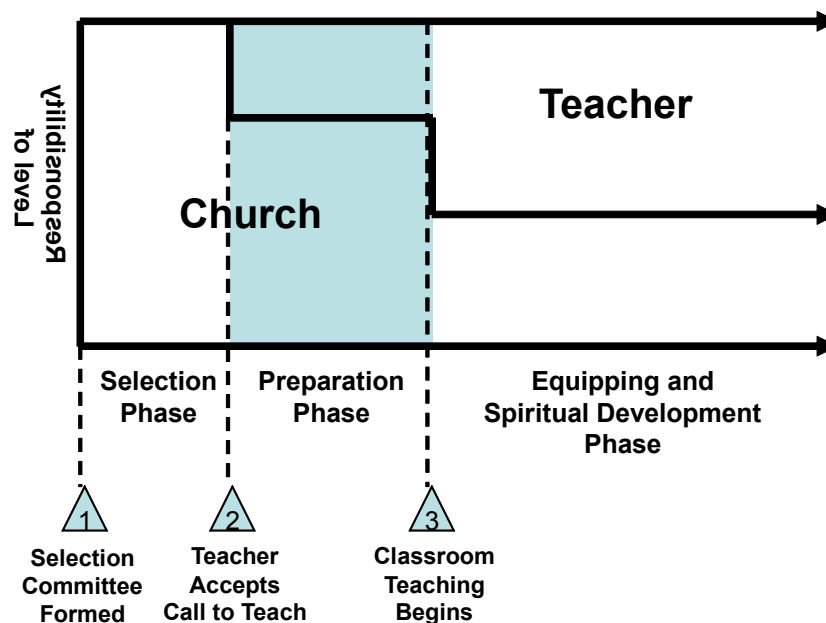 Level of
Responsibility
Teacher
Church
Selection
Phase
Preparation
Phase
Equipping and
Spiritual Development
Phase
1
2
3
Selection
Committee
Formed
Teacher
Accepts
Call to Teach
Classroom
Teaching
Begins